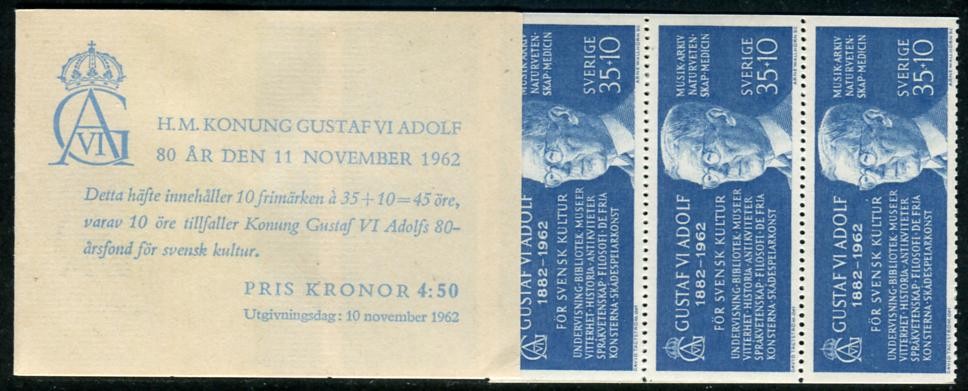 H.M. KONUNG GUSTAF VI ADOLF
80 ÅR DEN 11 NOVEMBER 1962
Detta häfte innehåller 10 frimärken à 35+10=45 öre,
varav 10 öre tillfaller Konung Gustaf VI Adolfs 80-
årsfond för svensk kultur.
PRIS KRONOR 4:50
Utgivningsdag: 10 november 1962
MUSIK·ARKIV
NATURVETEN-
SKAP·MEDICIN
SVERIGE
35+10
GUSTAF VI ADOLF
1882-1962
FÖR SVENSK KULTUR
UNDERVISNING·BIBLIOTEK·MUSEER
VITTERHET·HISTORIA·ANTIKVITETER
SPRÅKVETENSKAP·FILOSOFI·DE FRIA
KONSTERNA·SKÅDESPELARKONST
MUSIK·ARKIV
NATURVETEN-
SKAP·MEDICIN
SVERIGE
35+10
GUSTAF VI ADOLF
1882-1962
FÖR SVENSK KULTUR
UNDERVISNING·BIBLIOTEK·MUSEER
VITTERHET·HISTORIA·ANTIKVITETER
SPRÅKVETENSKAP·FILOSOFI·DE FRIA
KONSTERNA·SKÅDESPELARKONST
MUSIK·ARKIV
NATURVETEN-
SKAP·MEDICIN
SVERIGE
35+10
GUSTAF VI ADOLF
1882-1962
FÖR SVENSK KULTUR
UNDERVISNING·BIBLIOTEK·MUSEER
VITTERHET·HISTORIA·ANTIKVITETER
SPRÅKVETENSKAP·FILOSOFI·DE FRIA
KONSTERNA·SKÅDESPELARKONST